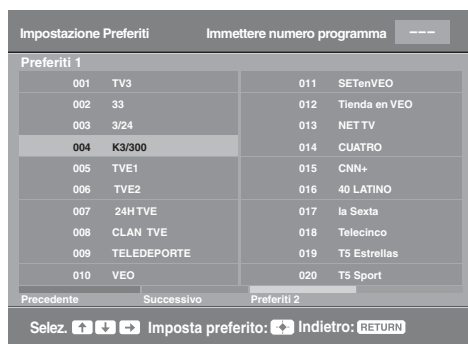 Impostazione Preferiti Immettere numero programma ---
Preferiti 1
001 TV3 011 SETenVEO
002 33 012 Tienda en VEO
003 3/24 013 NET TV
004 K3/300 014 CUATRO
005 TVE1 015 CNN+
006 TVE2 016 40 LATINO
007 24H TVE 017 la Sexta
008 CLAN TVE 018 Telecinco
009 TELEDEPORTE 019 T5 Estrellas
010 VEO 020 T5 Sport
Precedente Successivo Preferiti 2
Selez. ↑ ↓ → Imposta preferito: Indietro: RETURN